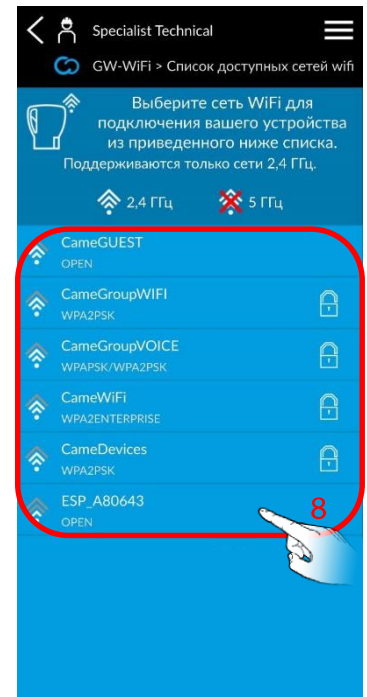 Specialist Technical
GW-WiFi > Список доступных сетей wifi
Выберите сеть WiFi для
подключения вашего устройства
из приведенного ниже списка.
Поддерживаются только сети 2,4 ГГц.
2,4 ГГц 5 ГГц
CameGUEST
OPEN
CameGroupWIFI
WPA2PSK
CameGroupVOICE
WPAPSK/WPA2PSK
CameWiFi
WPA2ENTERPRISE
CameDevices
WPA2PSK
ESP_A80643
OPEN
8